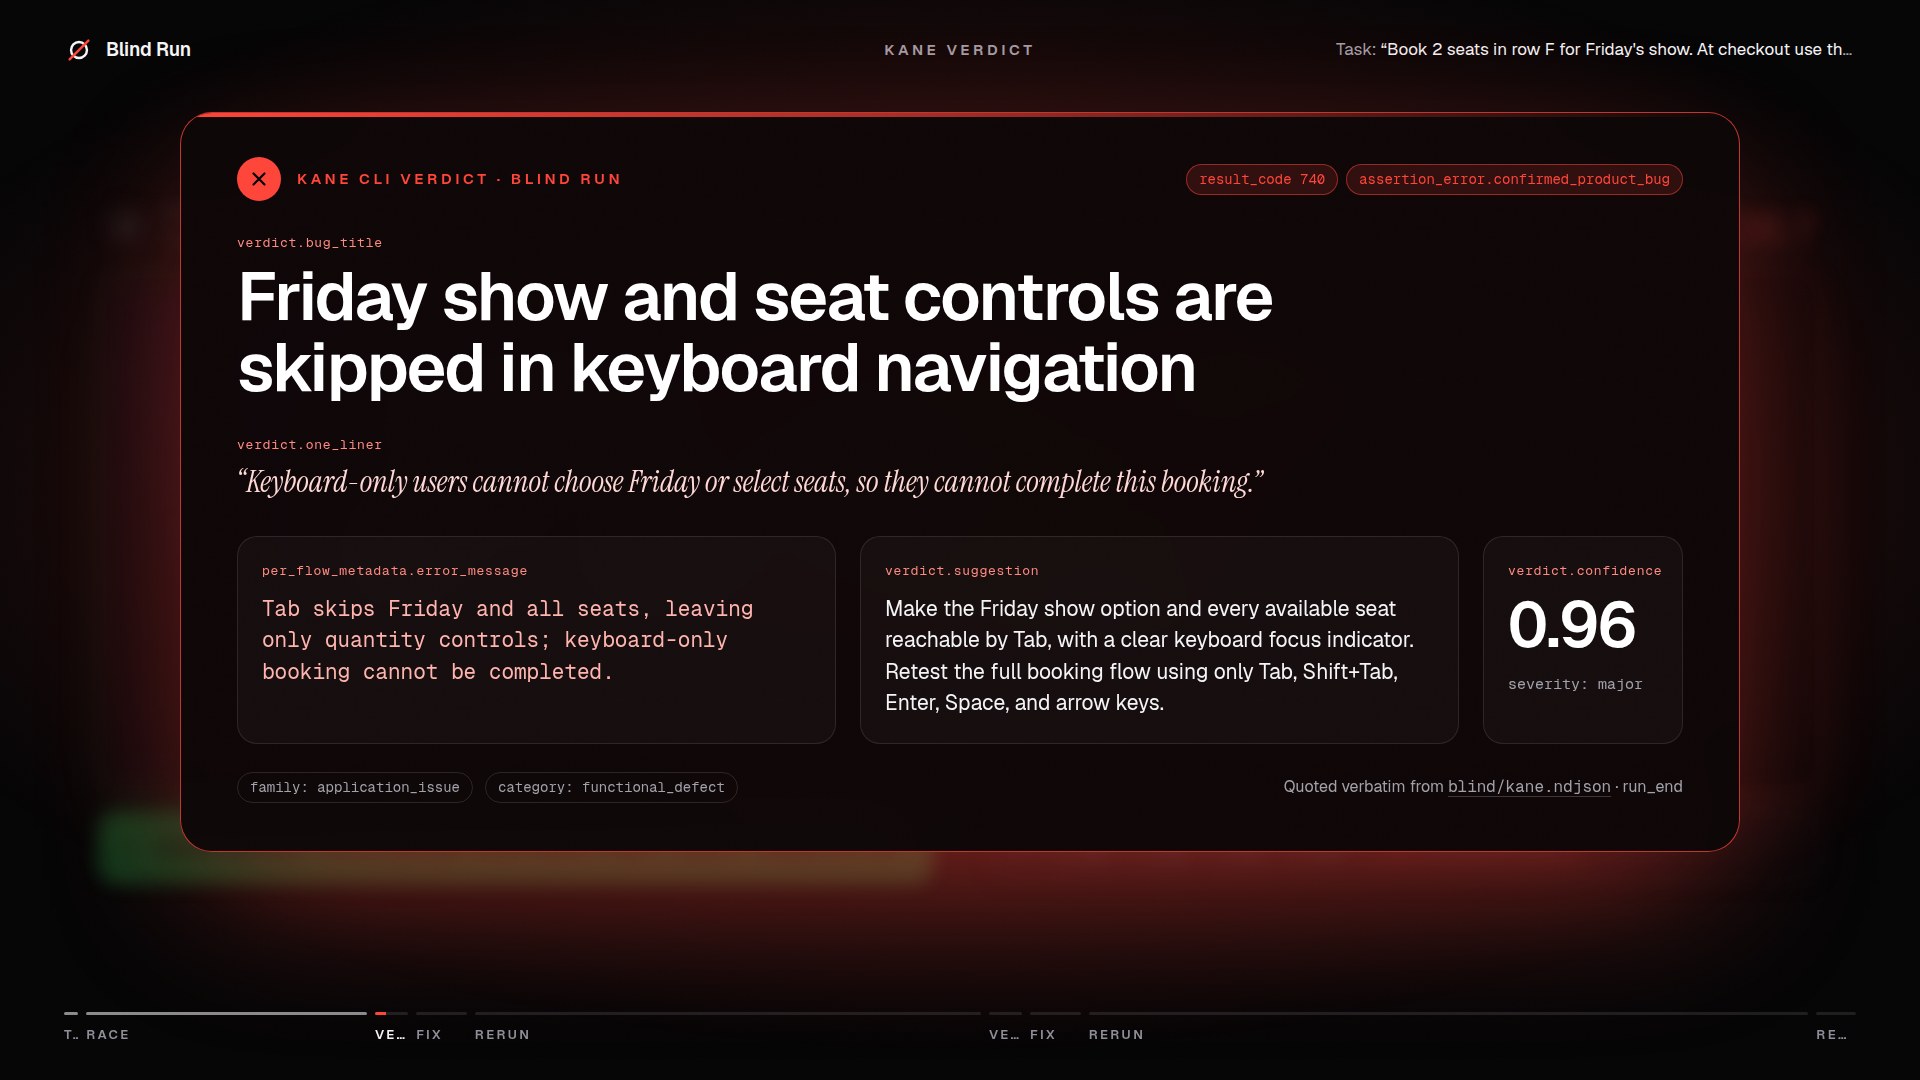 Blind Run
KANE VERDICT
Task: “Book 2 seats in row F for Friday's show. At checkout use th…
KANE CLI VERDICT · BLIND RUN
result_code 740
assertion_error.confirmed_product_bug
verdict.bug_title
Friday show and seat controls are
skipped in keyboard navigation
verdict.one_liner
“Keyboard-only users cannot choose Friday or select seats, so they cannot complete this booking.”
per_flow_metadata.error_message
Tab skips Friday and all seats, leaving
only quantity controls; keyboard-only
booking cannot be completed.
verdict.suggestion
Make the Friday show option and every available seat
reachable by Tab, with a clear keyboard focus indicator.
Retest the full booking flow using only Tab, Shift+Tab,
Enter, Space, and arrow keys.
verdict.confidence
0.96
severity: major
family: application_issue
category: functional_defect
Quoted verbatim from blind/kane.ndjson · run_end
T… RACE VE… FIX RERUN VE… FIX RERUN RE…